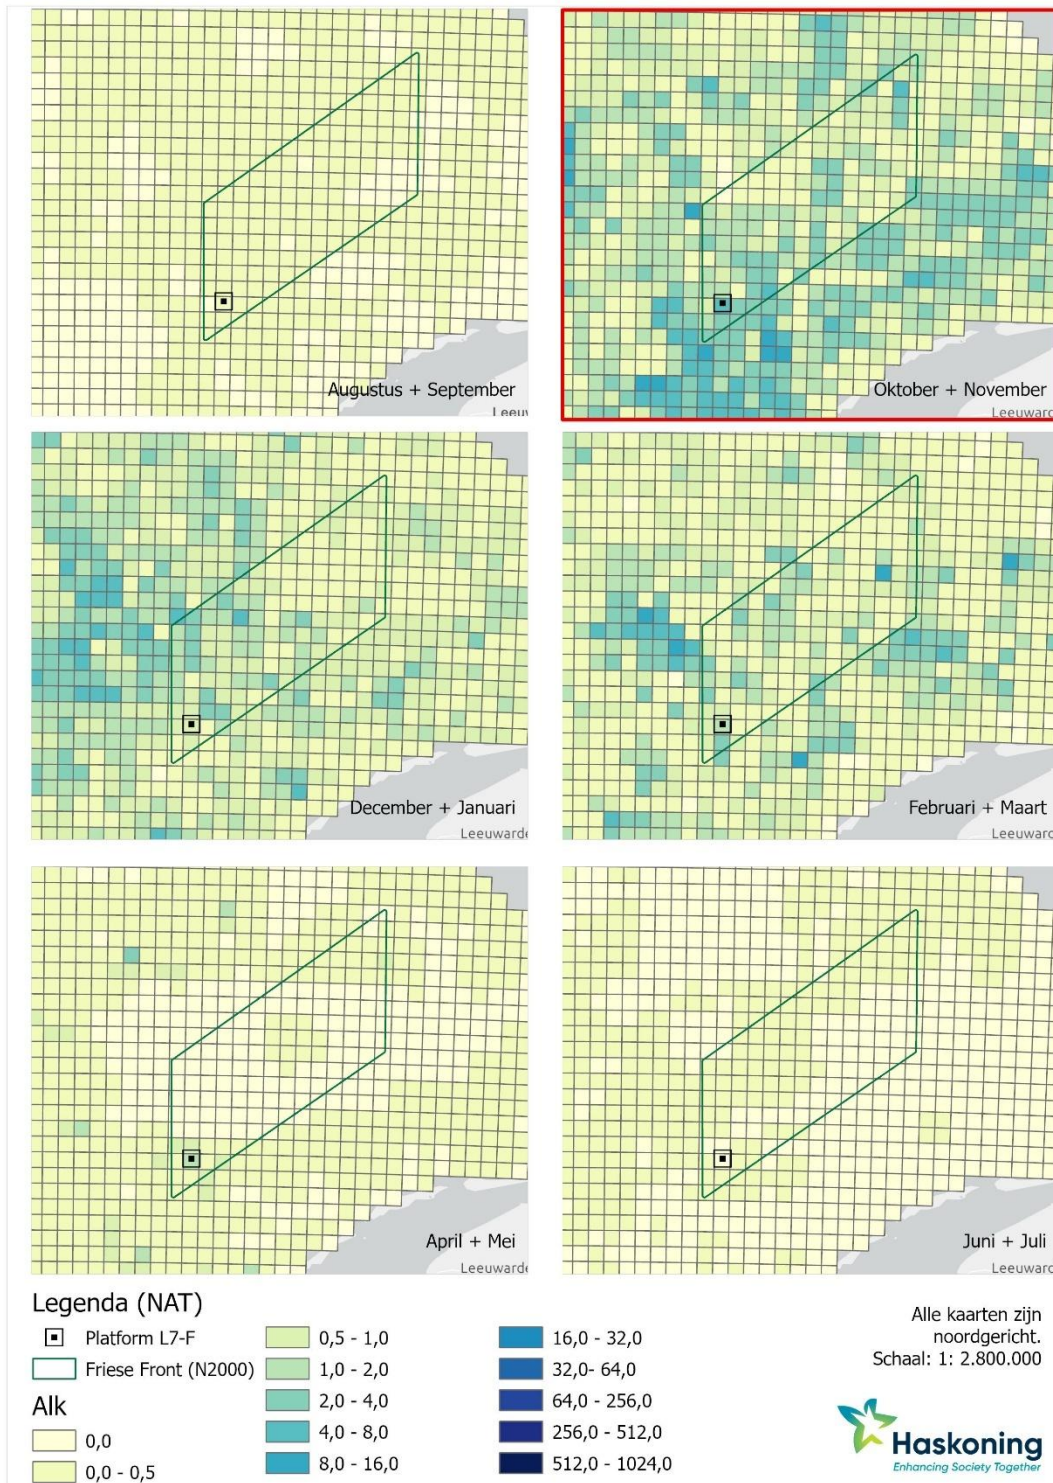 Augustus + September
Leeuw
Oktober + November
Leeuward
December + Januari
Leeuwarde
Februari + Maart
Leeuward
April + Mei
Leeuwarde
Juni + Juli
Leeuward
Legenda (NAT)
Platform L7-F
Friese Front (N2000)
Alk
0,0
0,0 - 0,5
0,5 - 1,0
1,0 - 2,0
2,0 - 4,0
4,0 - 8,0
8,0 - 16,0
16,0 - 32,0
32,0- 64,0
64,0 - 256,0
256,0 - 512,0
512,0 - 1024,0
Alle kaarten zijn
noordgericht.
Schaal: 1: 2.800.000
Haskoning
Enhancing Society Together